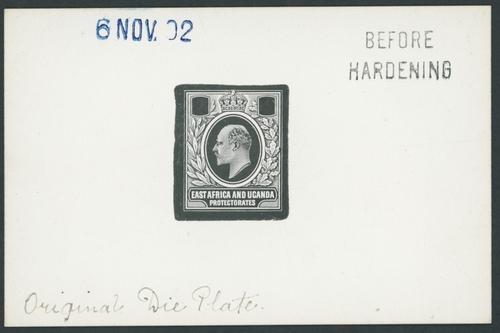 6 NOV. 02
BEFORE
HARDENING
EAST AFRICA AND UGANDA
PROTECTORATES
Original Die Plate.